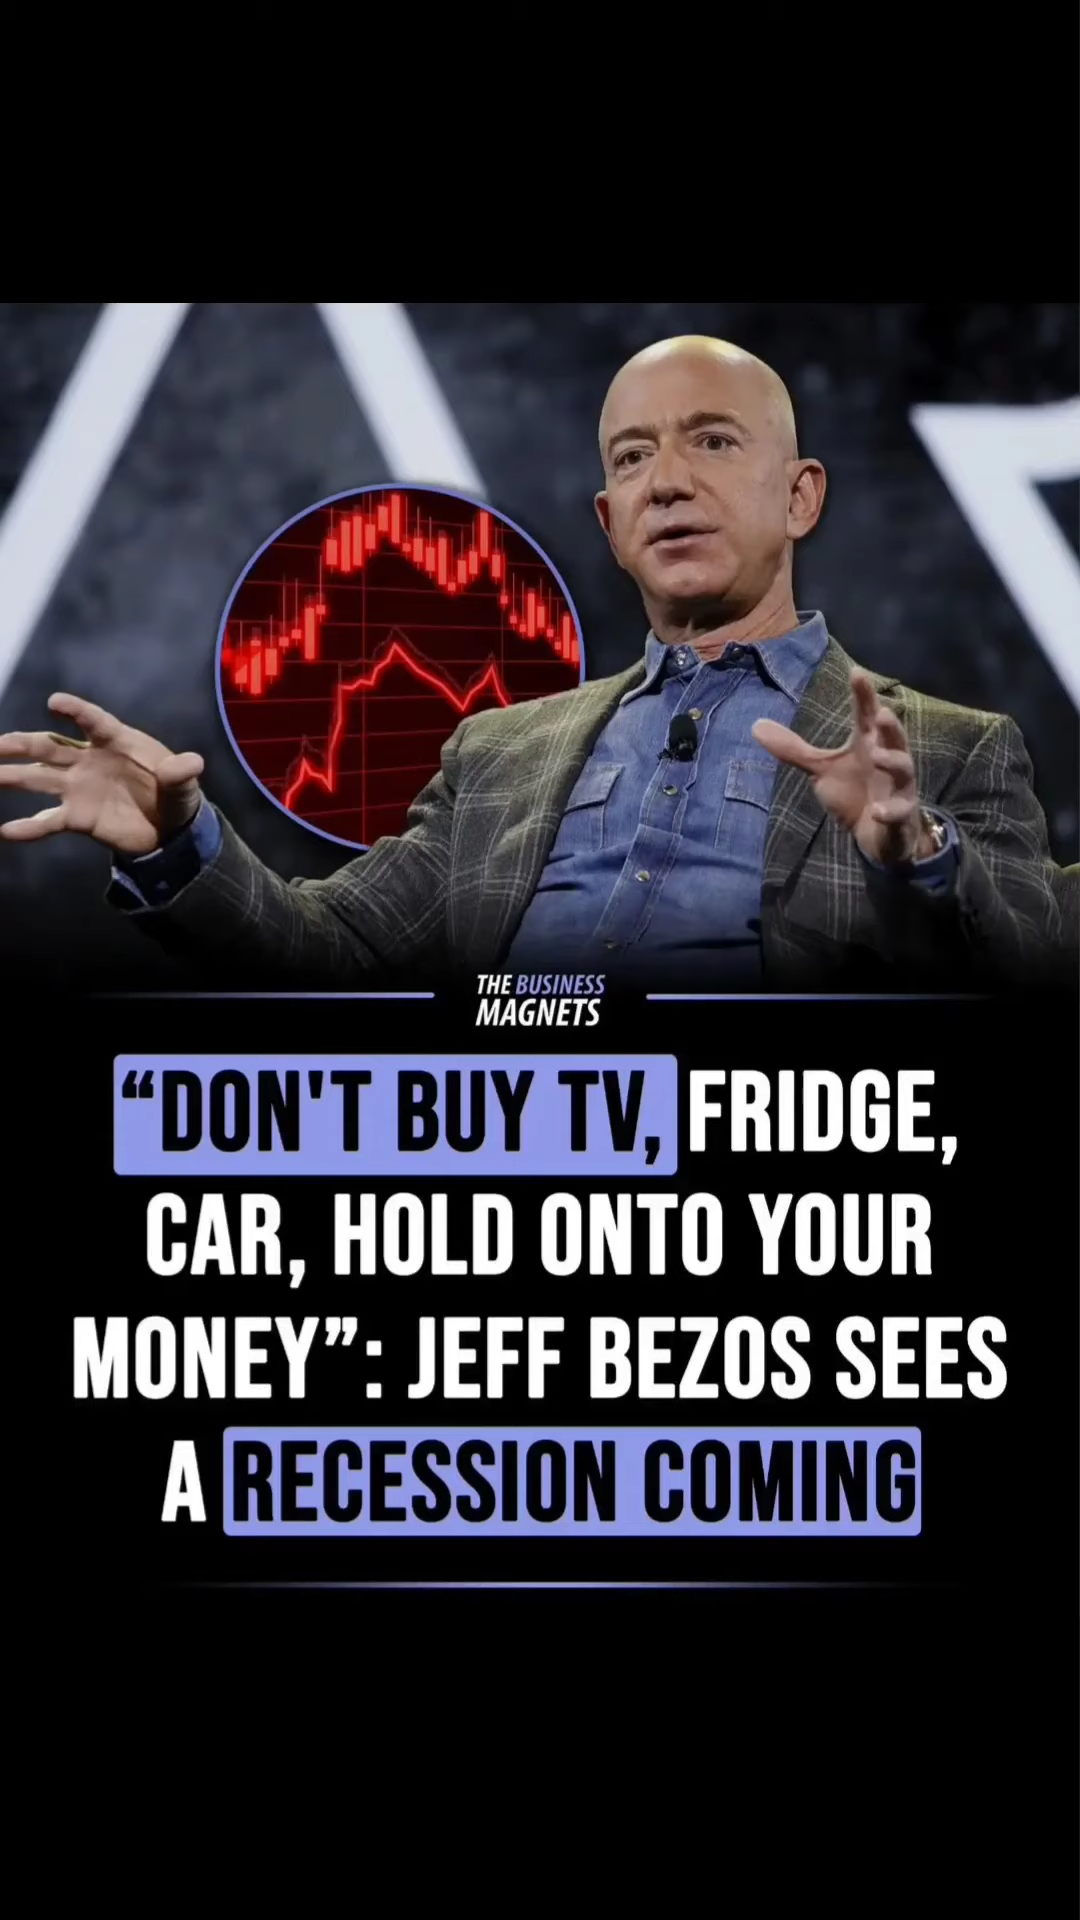 THE BUSINESS
MAGNETS
“DON'T BUY TV, FRIDGE,
CAR, HOLD ONTO YOUR
MONEY”: JEFF BEZOS SEES
A RECESSION COMING